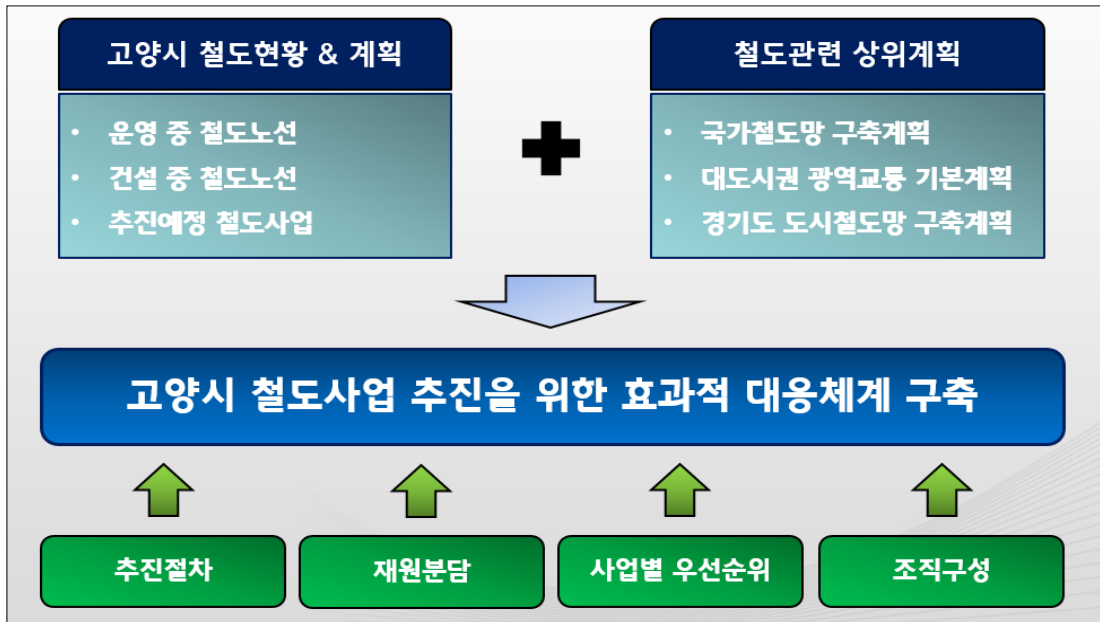 고양시 철도현황 & 계획
• 운영 중 철도노선
• 건설 중 철도노선
• 추진예정 철도사업
철도관련 상위계획
• 국가철도망 구축계획
• 대도시권 광역교통 기본계획
• 경기도 도시철도망 구축계획
고양시 철도사업 추진을 위한 효과적 대응체계 구축
추진절차
재원분담
사업별 우선순위
조직구성